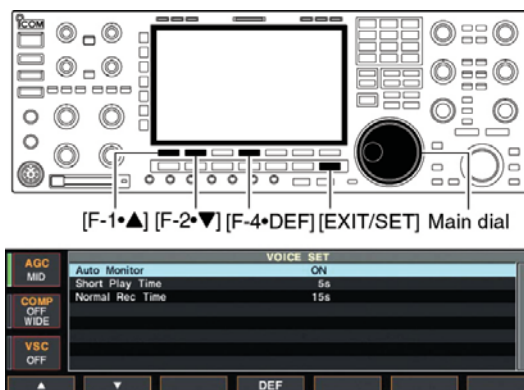 ICOM
[F-1•▲] [F-2•▼] [F-4•DEF] [EXIT/SET] Main dial
VOICE SET
AGC
MID
Auto Monitor ON
Short Play Time 5s
Normal Rec Time 15s
COMP
OFF
WIDE
VSC
OFF
▲ ▼ DEF